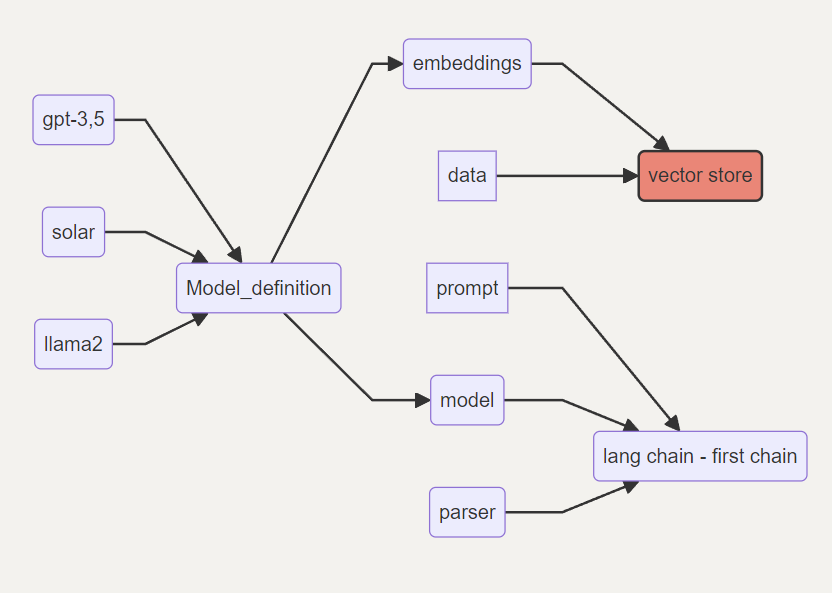 embeddings
gpt-3,5
data
vector store
solar
Model_definition
prompt
llama2
model
lang chain - first chain
parser